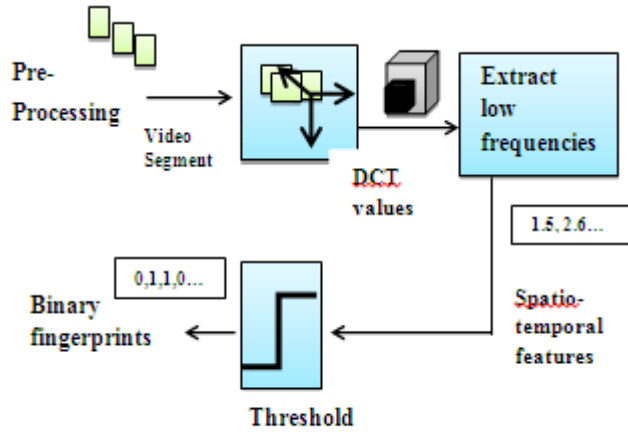 Pre-
Processing
Video
Segment
DCT
values
Extract
low
frequencies
1.5, 2.6...
Spatio-
temporal
features
Threshold
0,1,1,0...
Binary
fingerprints